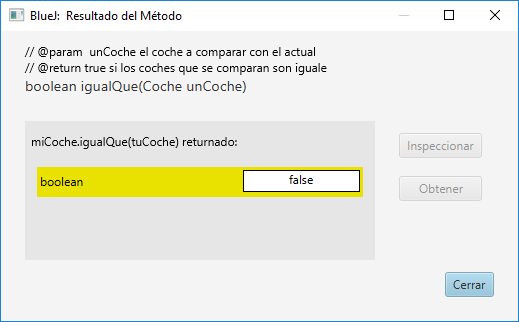 BlueJ: Resultado del Método
// @param  unCoche el coche a comparar con el actual
// @return true si los coches que se comparan son iguale
boolean igualQue(Coche unCoche)
miCoche.igualQue(tuCoche) returnado:
Inspeccionar
boolean false
Obtener
Cerrar